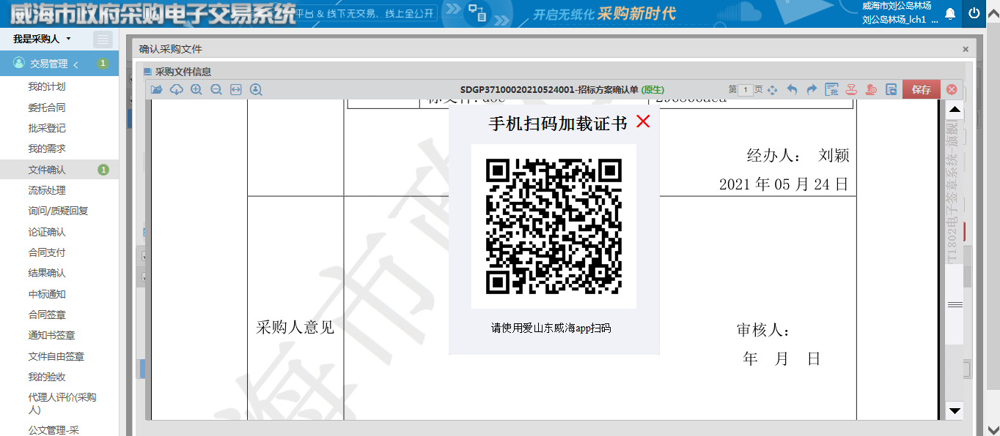 威海市政府采购电子交易系统
平台 & 线下无交易、线上全公开
开启无纸化 采购新时代
威海市刘公岛林场
刘公岛林场_lch1 ...
我是采购人
交易管理 1
我的计划
委托合同
批采登记
我的需求
文件确认 1
流标处理
询问/质疑回复
论证确认
合同支付
结果确认
中标通知
合同签章
通知书签章
文件自由签章
我的验收
代理人评价(采购
人)
公文管理-采
确认采购文件
×
采购文件信息
SDGP37100020210524001-招标方案确认单 (原生)
第 1 页
批
保存
手机扫码加载证书
请使用爱山东威海app扫码
经办人： 刘颖
2021 年 05 月 24 日
采购人意见
审核人：
年 月 日
海市政
T1802电子签章系统